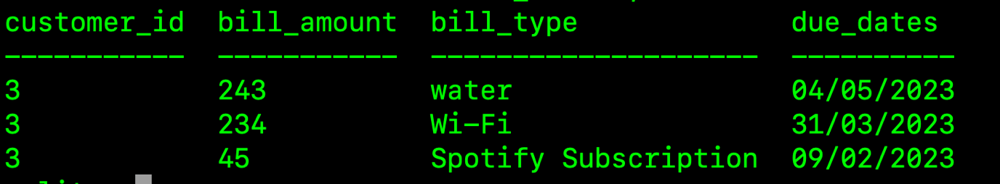 customer_id  bill_amount  bill_type             due_dates
-----------  -----------  --------------------  ----------
3            243          water                 04/05/2023
3            234          Wi-Fi                 31/03/2023
3            45           Spotify Subscription  09/02/2023